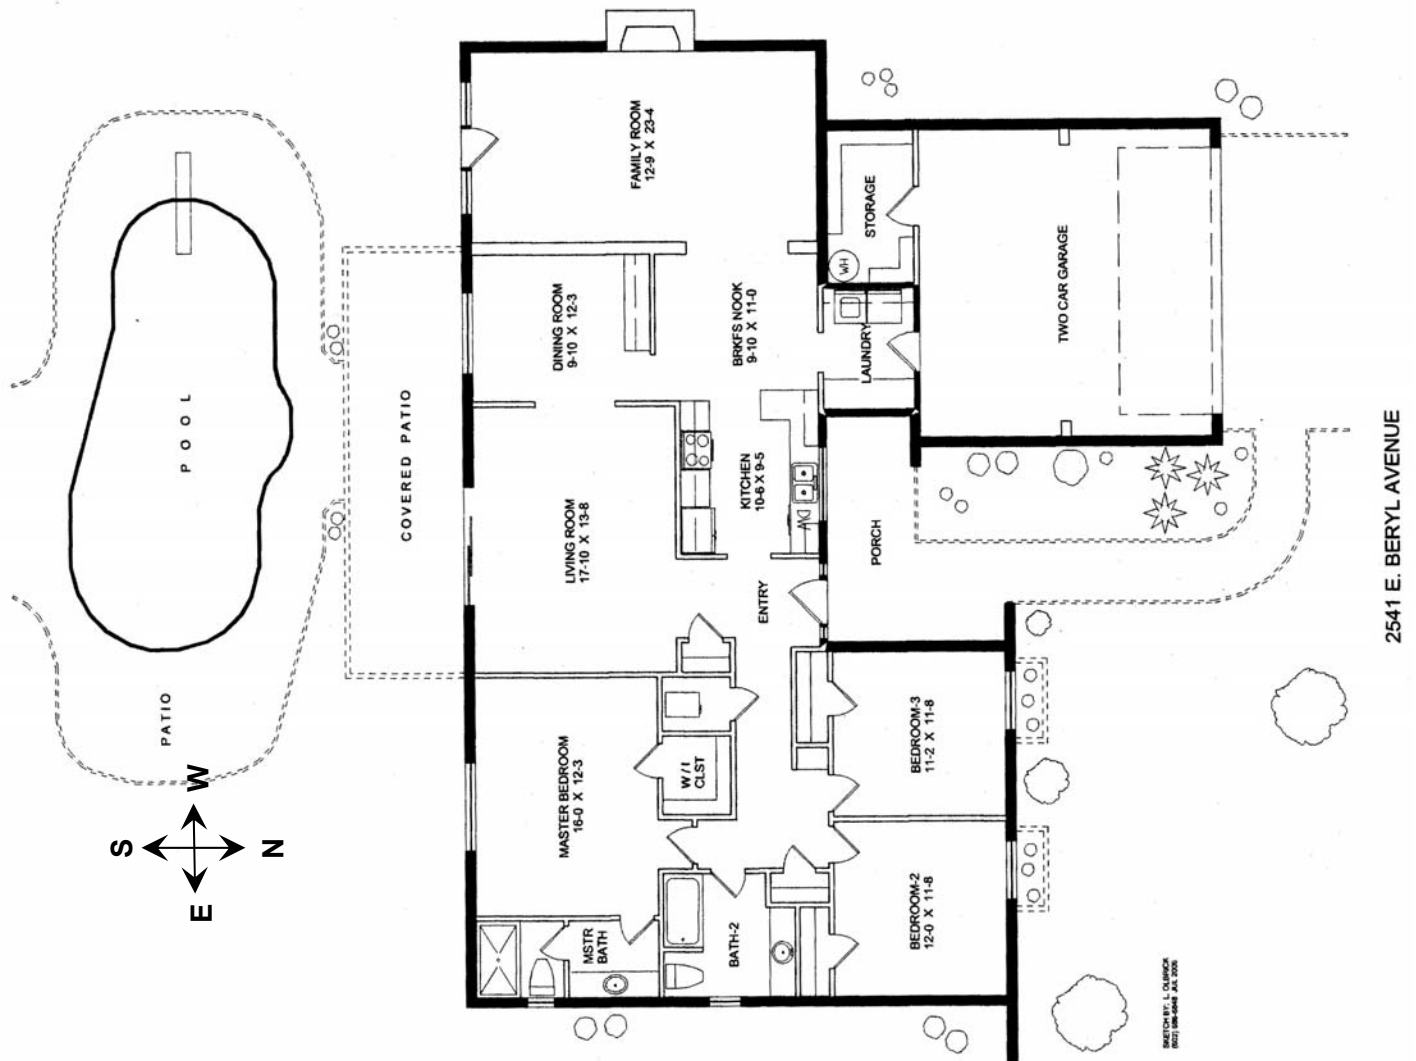 FAMILY ROOM
12-9 X 23-4
STORAGE
WH
TWO CAR GARAGE
DINING ROOM
9-10 X 12-3
BRKFS NOOK
9-10 X 11-0
LAUNDRY
POOL
COVERED PATIO
LIVING ROOM
17-10 X 13-8
KITCHEN
10-6 X 9-5
DW
PORCH
ENTRY
PATIO
MASTER BEDROOM
16-0 X 12-3
W / I
CLST
BEDROOM-3
11-2 X 11-8
BEDROOM-2
12-0 X 11-8
MSTR
BATH
BATH-2
S
W
N
E
2541 E. BERYL AVENUE
SKETCH BY: L. OLBRICK